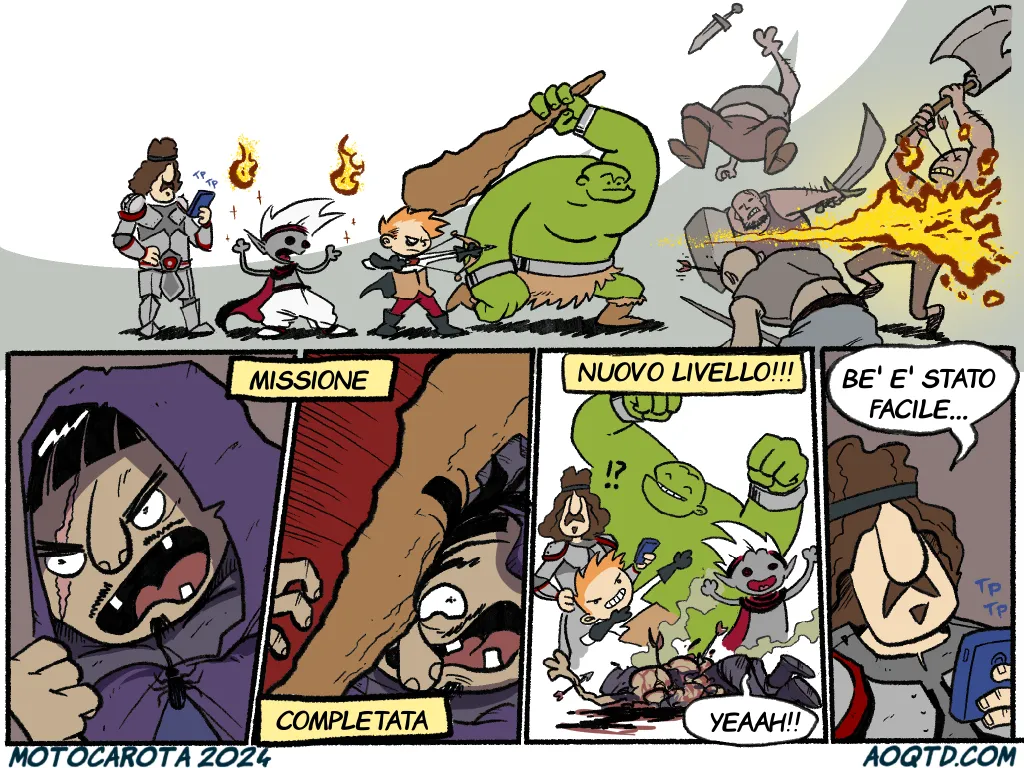 TP
TP
MISSIONE
COMPLETATA
NUOVO LIVELLO!!!
!?
YEAAH!!
BE' E' STATO
FACILE...
TP
TP
MOTOCAROTA 2024
AOQTD.COM